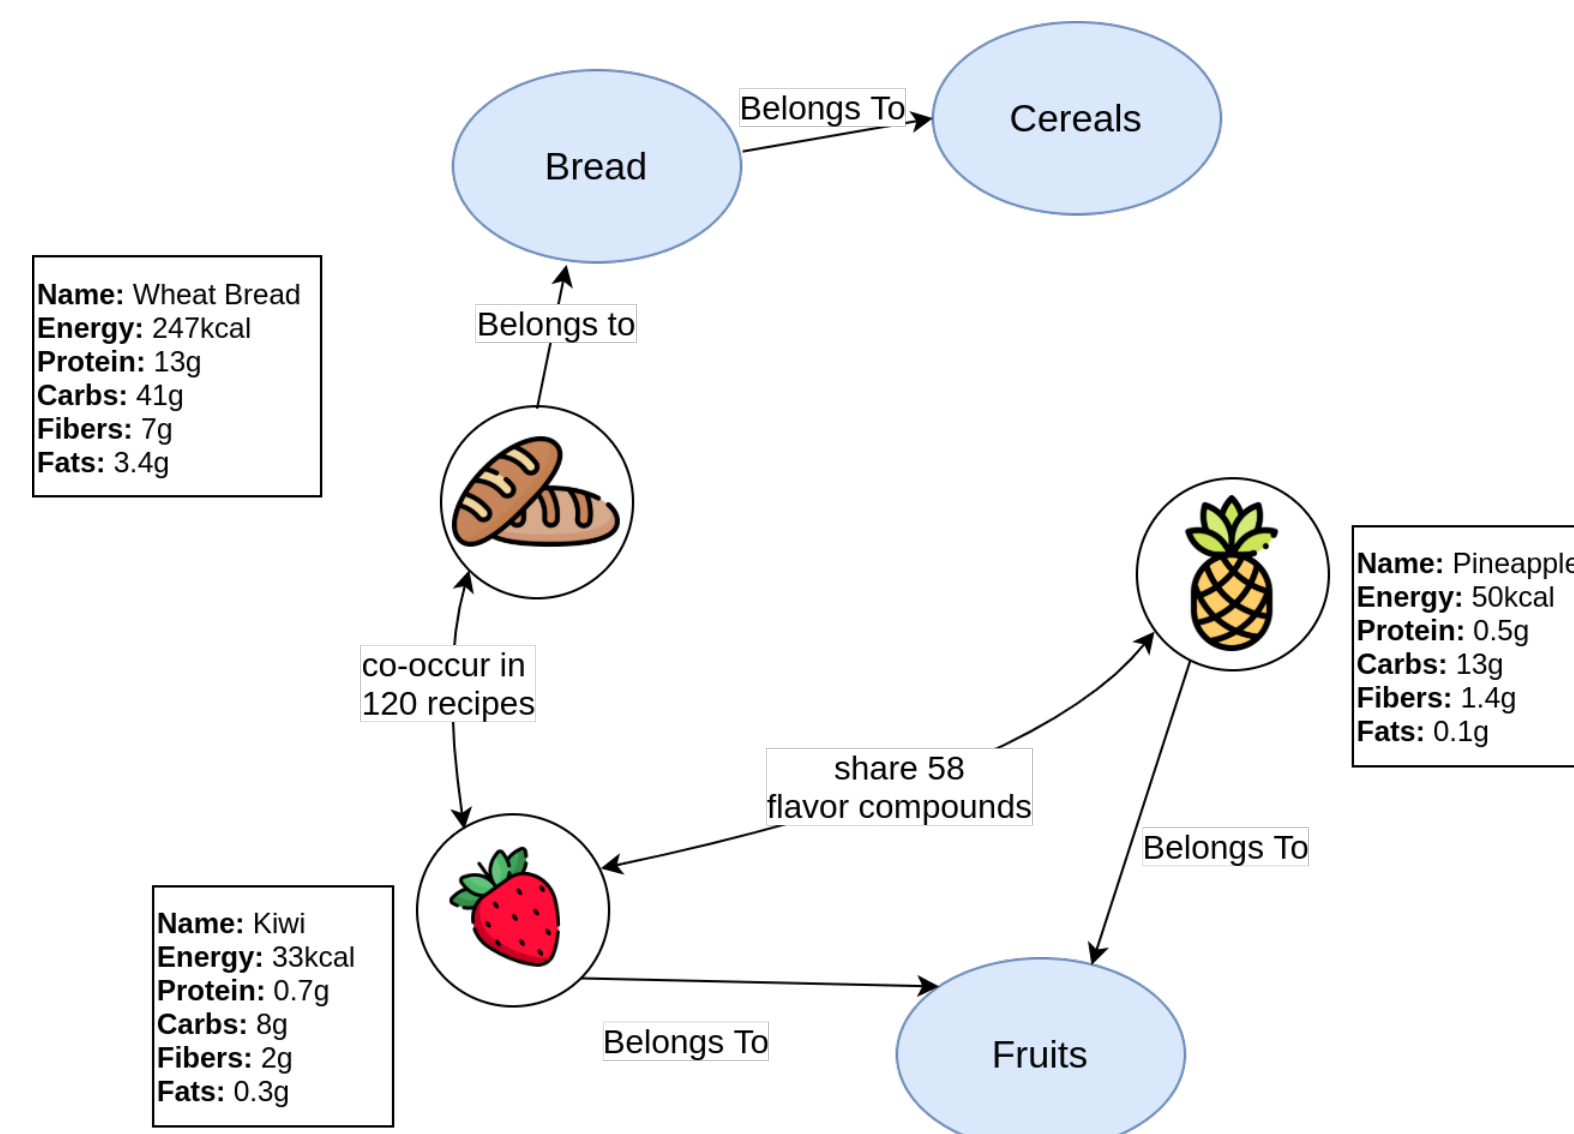 Belongs To
Cereals
Bread
Name: Wheat Bread
Energy: 247kcal
Protein: 13g
Carbs: 41g
Fibers: 7g
Fats: 3.4g
Belongs to
Name: Pineapple
Energy: 50kcal
Protein: 0.5g
Carbs: 13g
Fibers: 1.4g
Fats: 0.1g
co-occur in
120 recipes
share 58
flavor compounds
Belongs To
Name: Kiwi
Energy: 33kcal
Protein: 0.7g
Carbs: 8g
Fibers: 2g
Fats: 0.3g
Belongs To
Fruits